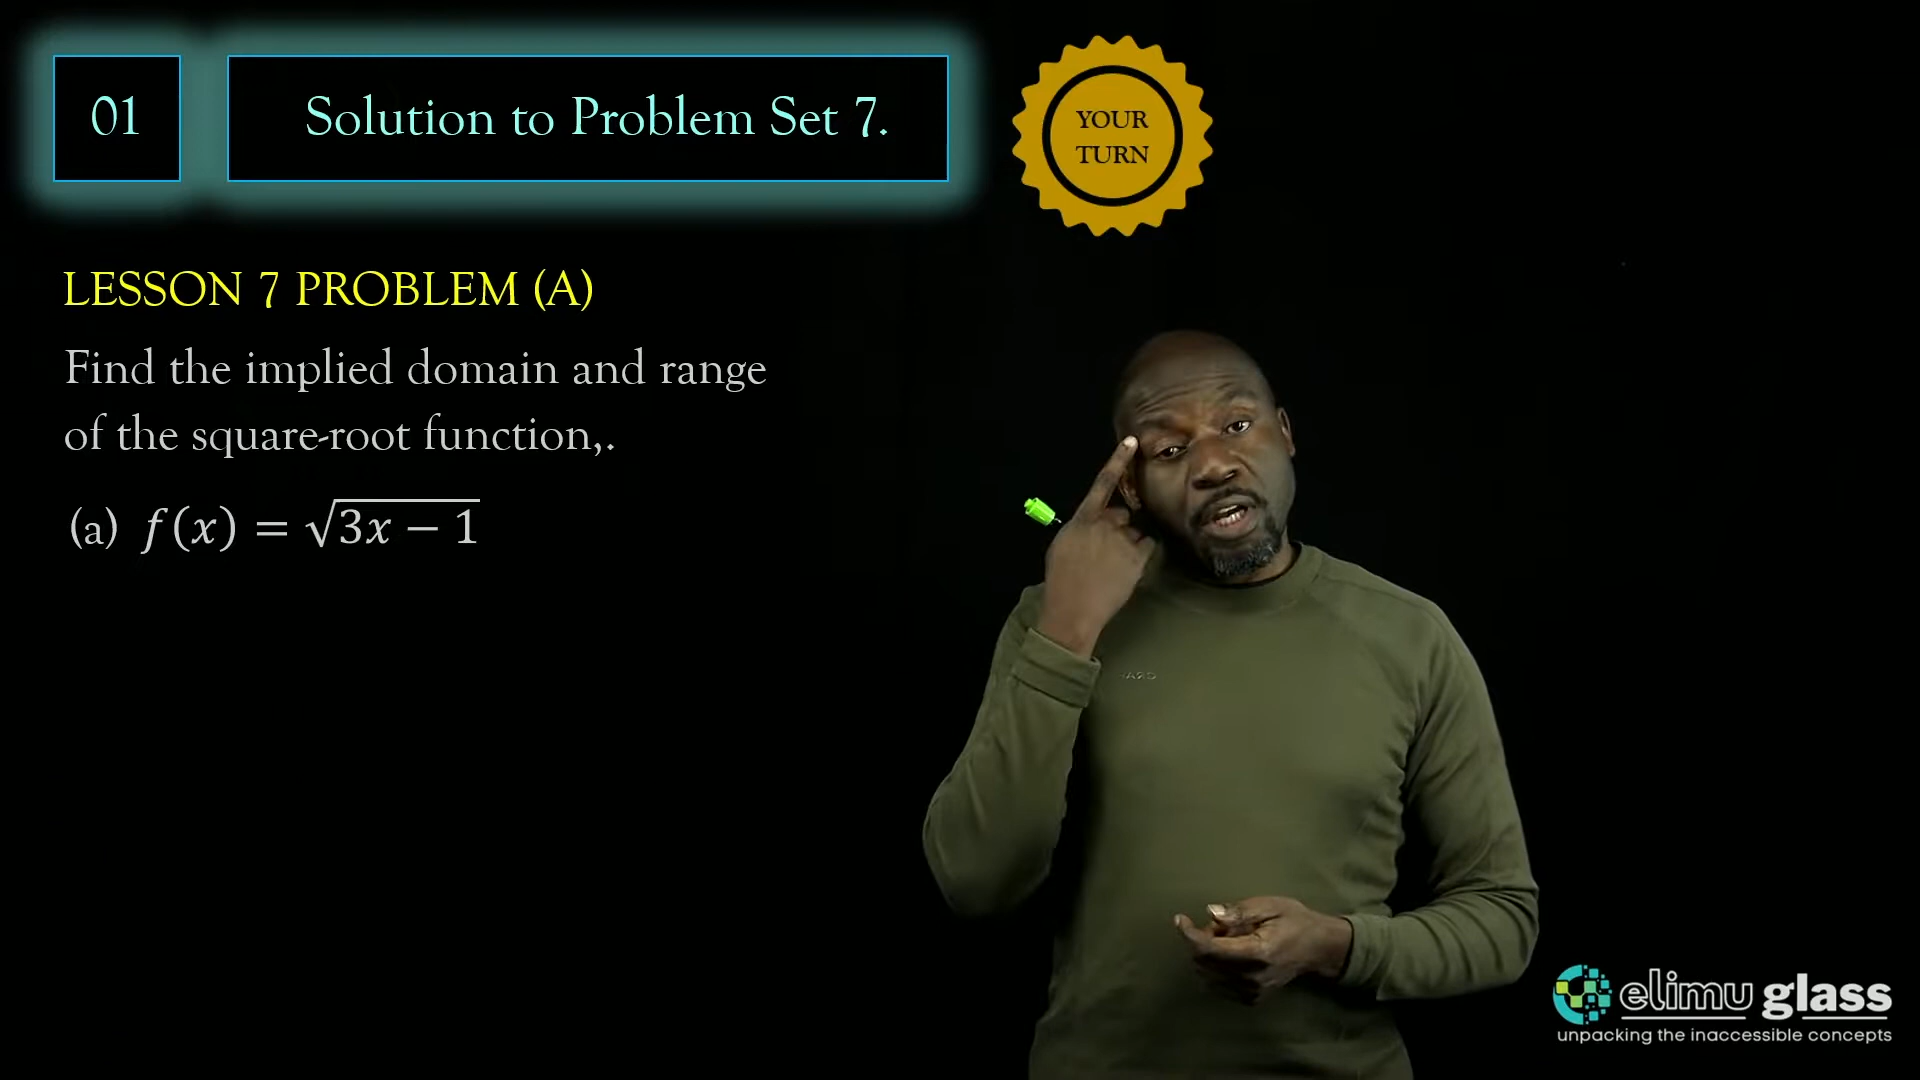 01
Solution to Problem Set 7.
YOUR
TURN
LESSON 7 PROBLEM (A)
Find the implied domain and range
of the square-root function,.
(a) f(x) = √3x − 1
elimu glass
unpacking the inaccessible concepts